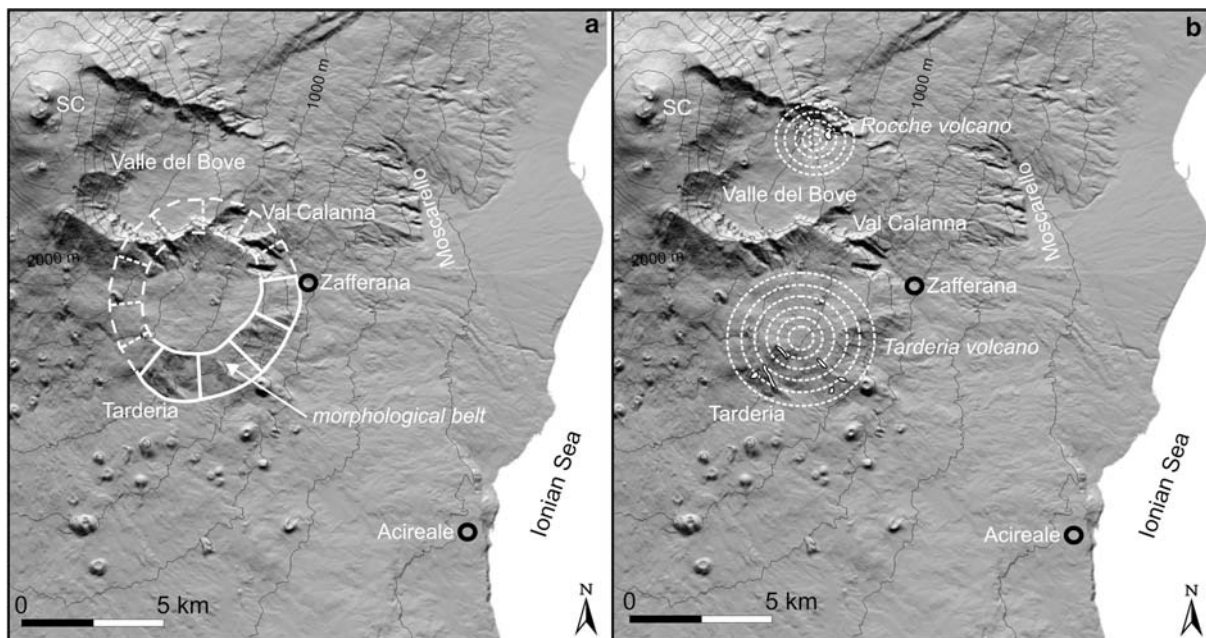 a
SC
1000 m
Valle del Bove
Val Calanna
Moscarello
2000 m
Zafferana
Tarderia
morphological belt
Ionian Sea
Acireale
0 5 km
N
b
SC
1000 m
Rocche volcano
Valle del Bove
Val Calanna
Moscarello
2000 m
Zafferana
Tarderia volcano
Tarderia
Ionian Sea
Acireale
0 5 km
N